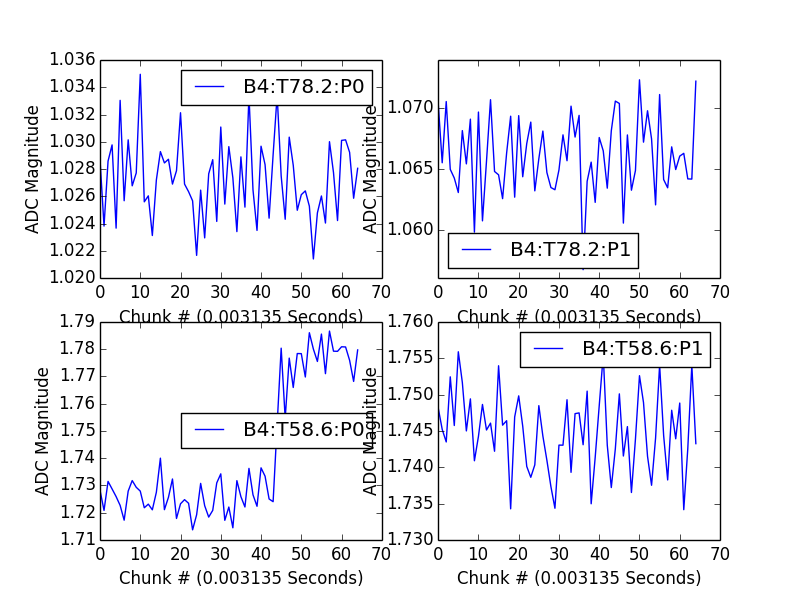 1.036
1.034
1.032
1.030
1.028
1.026
1.024
1.022
1.020
ADC Magnitude
B4:T78.2:P0
0 10 20 30 40 50 60 70
Chunk # (0.003135 Seconds)
1.070
1.065
1.060
ADC Magnitude
B4:T78.2:P1
0 10 20 30 40 50 60 70
Chunk # (0.003135 Seconds)
1.79
1.78
1.77
1.76
1.75
1.74
1.73
1.72
1.71
ADC Magnitude
B4:T58.6:P0
0 10 20 30 40 50 60 70
Chunk # (0.003135 Seconds)
1.760
1.755
1.750
1.745
1.740
1.735
1.730
ADC Magnitude
B4:T58.6:P1
0 10 20 30 40 50 60 70
Chunk # (0.003135 Seconds)